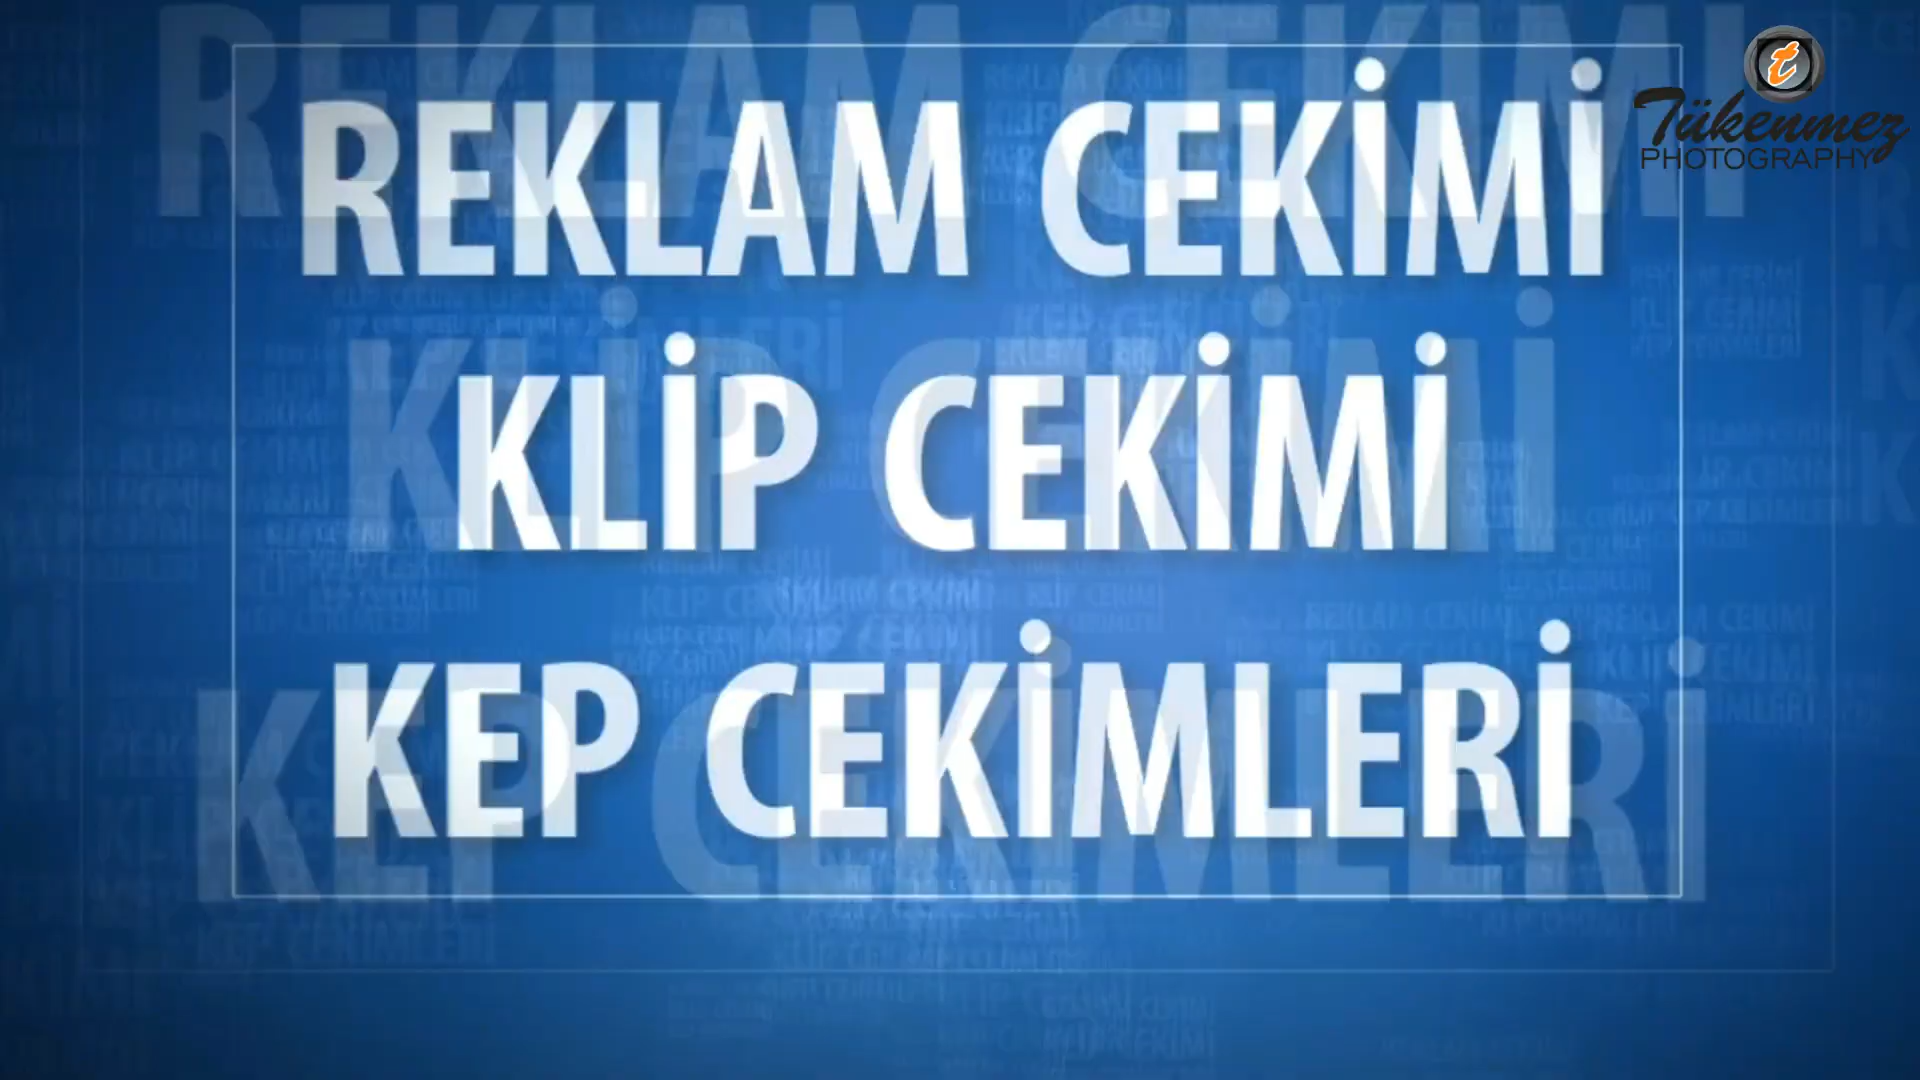 REKLAM CEKİMİ
KLİP CEKİMİ
KEP CEKİMLERİ
Tükenmez
PHOTOGRAPHY